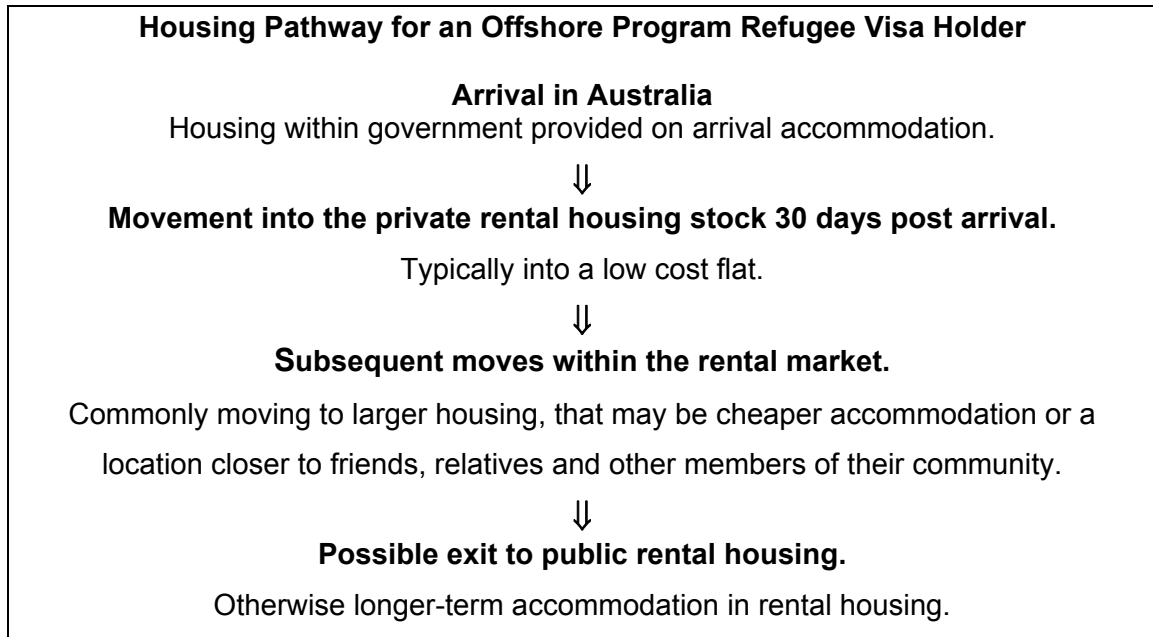 Housing Pathway for an Offshore Program Refugee Visa Holder
Arrival in Australia
Housing within government provided on arrival accommodation.
⇓
Movement into the private rental housing stock 30 days post arrival.
Typically into a low cost flat.
⇓
Subsequent moves within the rental market.
Commonly moving to larger housing, that may be cheaper accommodation or a
location closer to friends, relatives and other members of their community.
⇓
Possible exit to public rental housing.
Otherwise longer-term accommodation in rental housing.